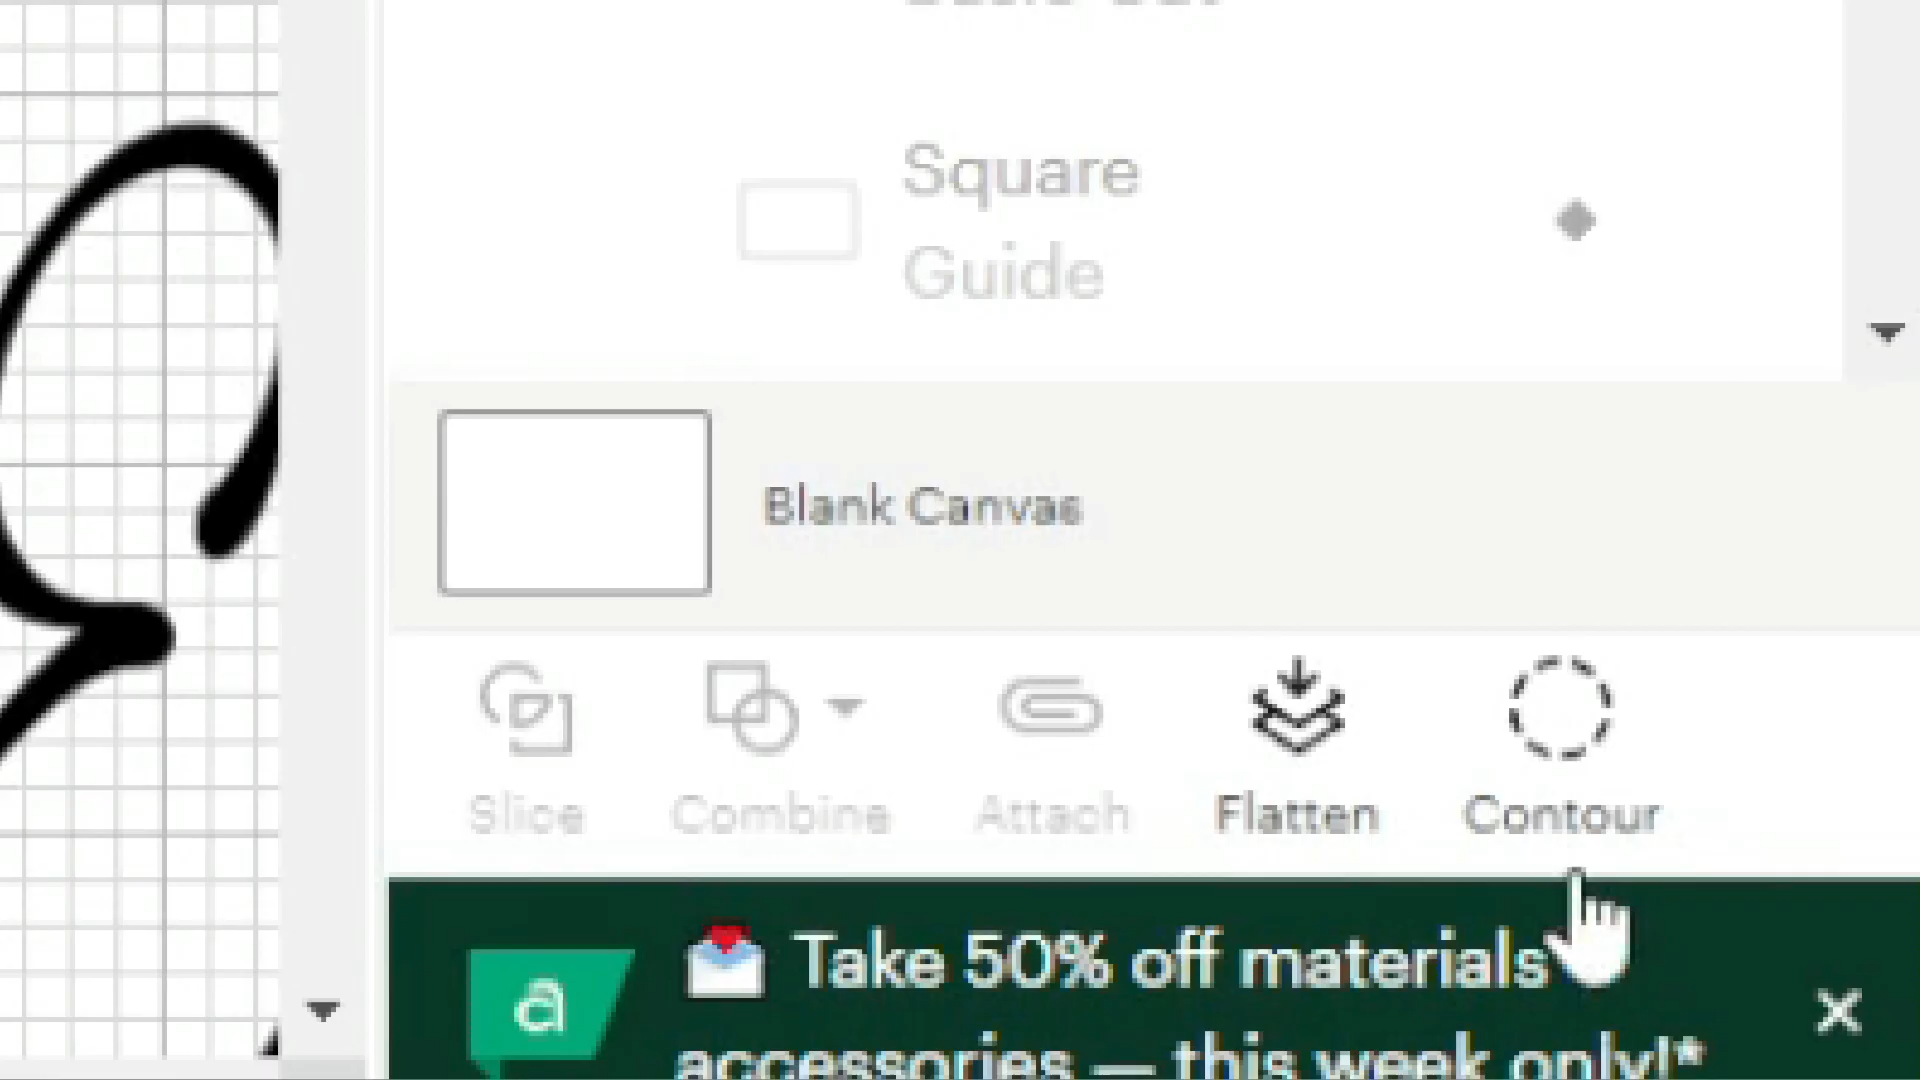 Square
Guide
Blank Canvas
Slice
Combine
Attach
Flatten
Contour
a
Take 50% off materials
accessories — this week only!*